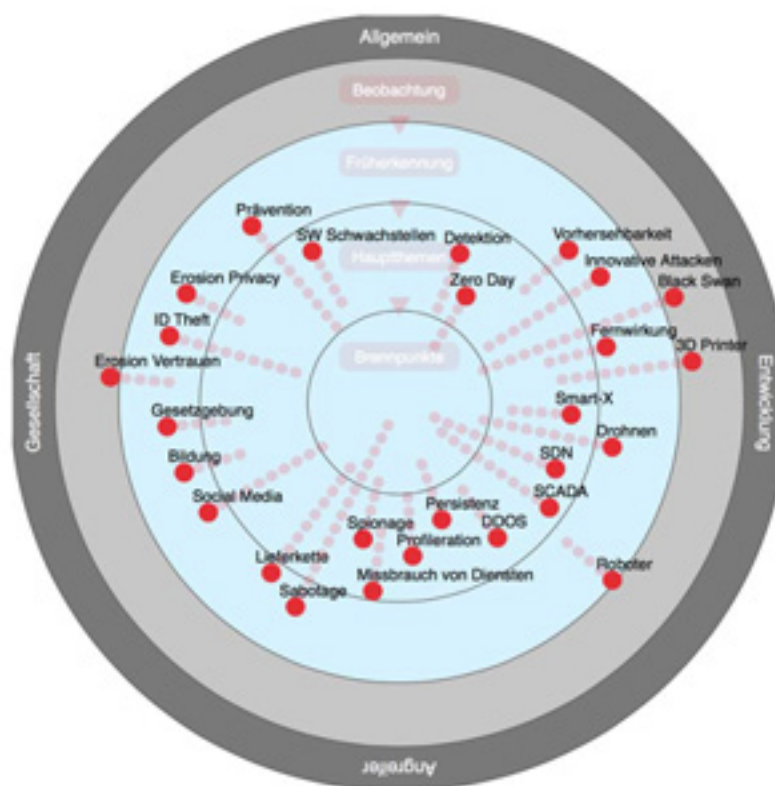 Allgemein
Beobachtung
Früherkennung
Prävention
SW Schwachstellen
Detektion
Vorhersehbarkeit
Hauptthemen
Innovative Attacken
Erosion Privacy
Zero Day
Black Swan
ID Theft
Fernwirkung
Erosion Vertrauen
Brennpunkte
3D Printer
Gesellschaft
Entwicklung
Gesetzgebung
Smart-X
Drohnen
Bildung
SDN
Social Media
SCADA
Persistenz
Spionage
DDOS
Profileration
Lieferkette
Missbrauch von Diensten
Roboter
Sabotage
Angreifer